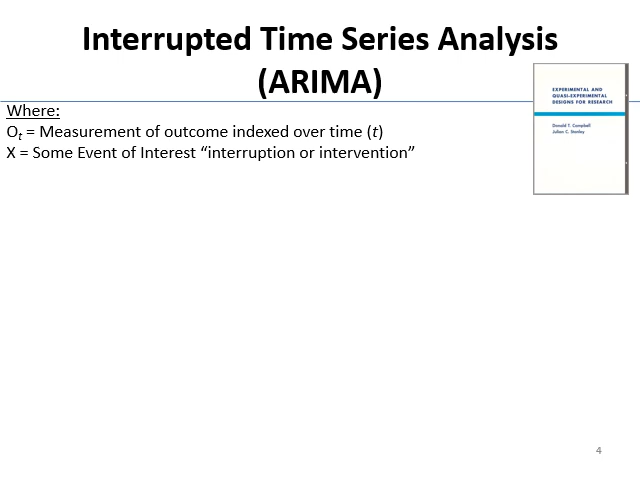 Interrupted Time Series Analysis
(ARIMA)
Where:
Ot = Measurement of outcome indexed over time (t)
X = Some Event of Interest “interruption or intervention”
EXPERIMENTAL AND
QUASI-EXPERIMENTAL
DESIGNS FOR RESEARCH
Donald T. Campbell
Julian C. Stanley
4